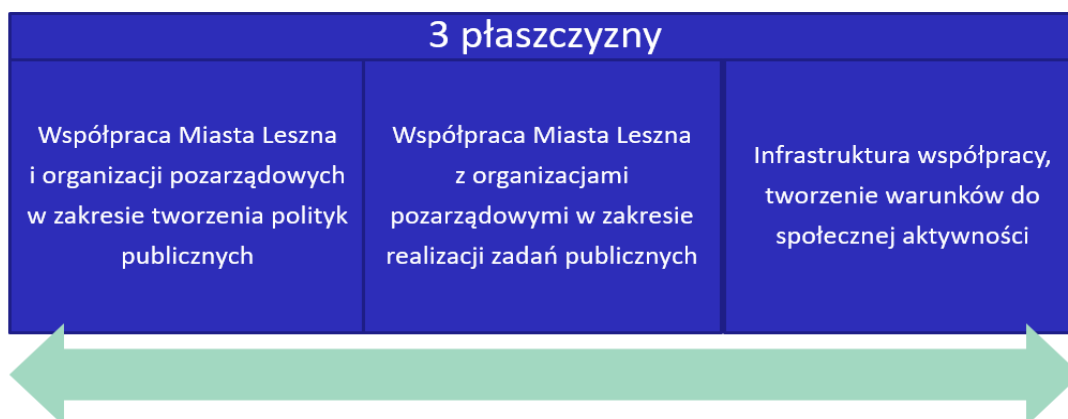 3 płaszczyzny
Współpraca Miasta Leszna
i organizacji pozarządowych
w zakresie tworzenia polityk
publicznych
Współpraca Miasta Leszna
z organizacjami
pozarządowymi w zakresie
realizacji zadań publicznych
Infrastruktura współpracy,
tworzenie warunków do
społecznej aktywności